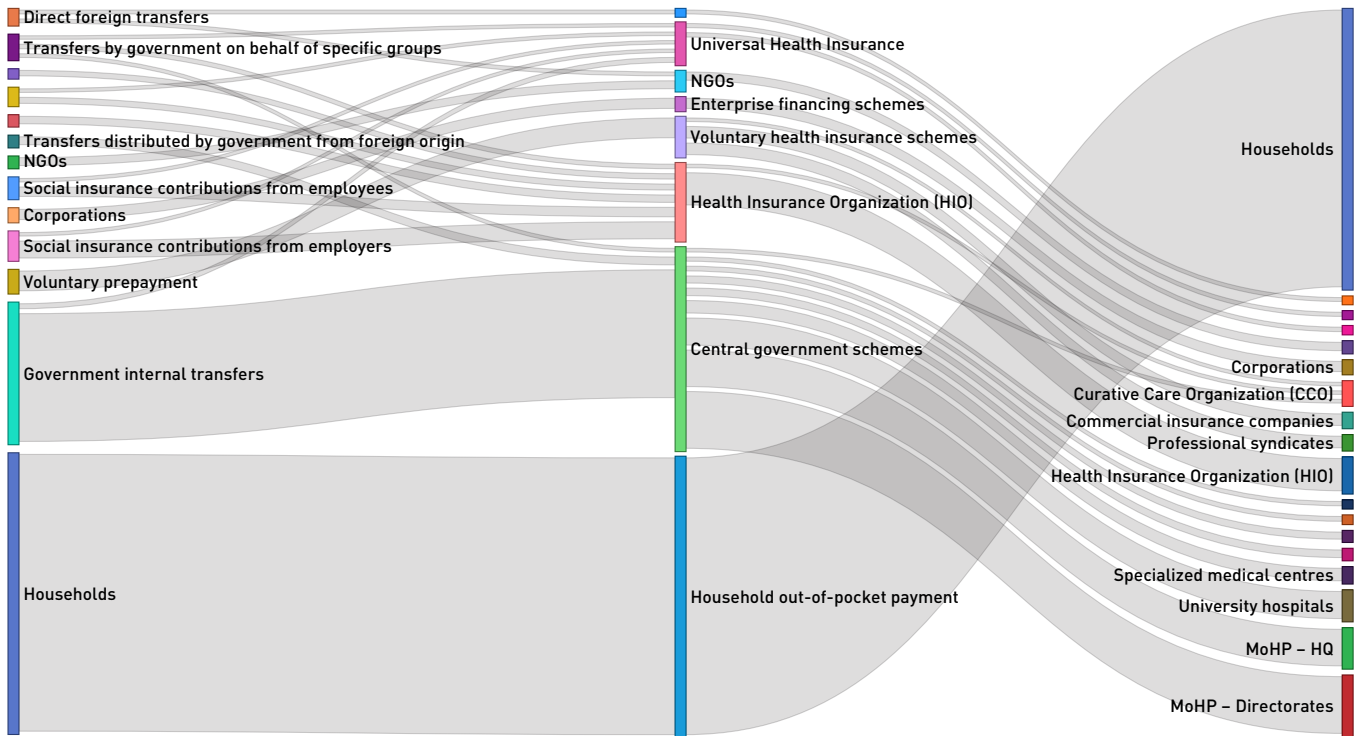 Direct foreign transfers
Transfers by government on behalf of specific groups
Transfers distributed by government from foreign origin
NGOs
Social insurance contributions from employees
Corporations
Social insurance contributions from employers
Voluntary prepayment
Government internal transfers
Households
Universal Health Insurance
NGOs
Enterprise financing schemes
Voluntary health insurance schemes
Health Insurance Organization (HIO)
Central government schemes
Household out-of-pocket payment
Households
Corporations
Curative Care Organization (CCO)
Commercial insurance companies
Professional syndicates
Health Insurance Organization (HIO)
Specialized medical centres
University hospitals
MoHP – HQ
MoHP – Directorates